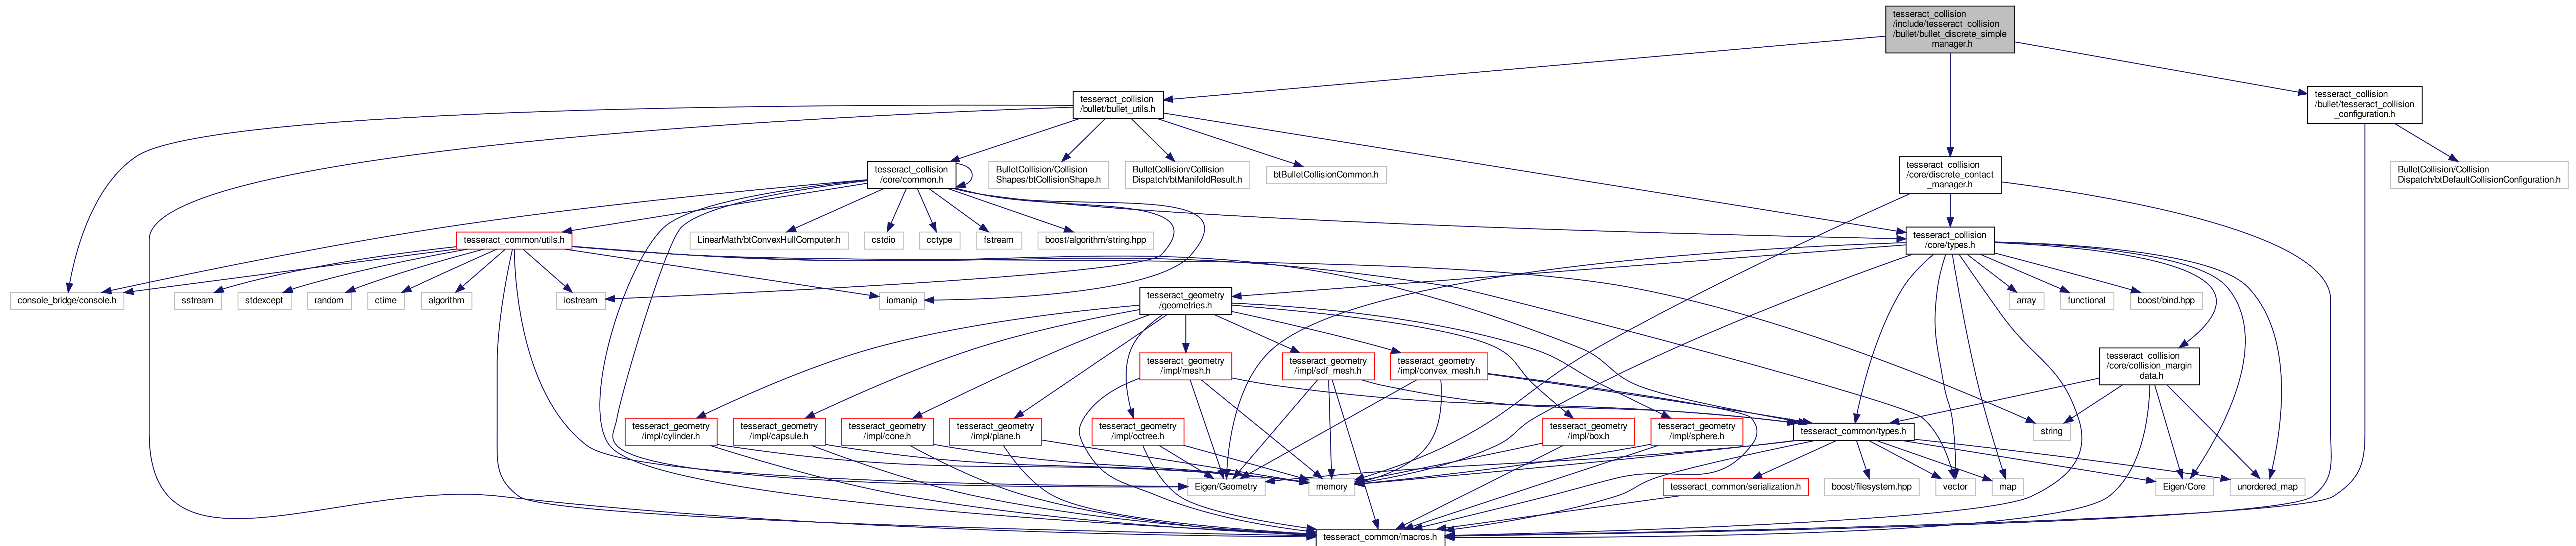 tesseract_collision
/include/tesseract_collision
/bullet/bullet_discrete_simple
_manager.h
tesseract_collision
/bullet/bullet_utils.h
tesseract_collision
/bullet/tesseract_collision
_configuration.h
tesseract_collision
/core/common.h
BulletCollision/Collision
Shapes/btCollisionShape.h
BulletCollision/Collision
Dispatch/btManifoldResult.h
btBulletCollisionCommon.h
tesseract_collision
/core/discrete_contact
_manager.h
BulletCollision/Collision
Dispatch/btDefaultCollisionConfiguration.h
tesseract_common/utils.h
LinearMath/btConvexHullComputer.h
cstdio
cctype
fstream
boost/algorithm/string.hpp
tesseract_collision
/core/types.h
console_bridge/console.h
sstream
stdexcept
random
ctime
algorithm
iostream
iomanip
tesseract_geometry
/geometries.h
array
functional
boost/bind.hpp
tesseract_geometry
/impl/mesh.h
tesseract_geometry
/impl/sdf_mesh.h
tesseract_geometry
/impl/convex_mesh.h
tesseract_collision
/core/collision_margin
_data.h
tesseract_geometry
/impl/cylinder.h
tesseract_geometry
/impl/capsule.h
tesseract_geometry
/impl/cone.h
tesseract_geometry
/impl/plane.h
tesseract_geometry
/impl/octree.h
tesseract_geometry
/impl/box.h
tesseract_geometry
/impl/sphere.h
tesseract_common/types.h
string
Eigen/Geometry
memory
tesseract_common/serialization.h
boost/filesystem.hpp
vector
map
Eigen/Core
unordered_map
tesseract_common/macros.h